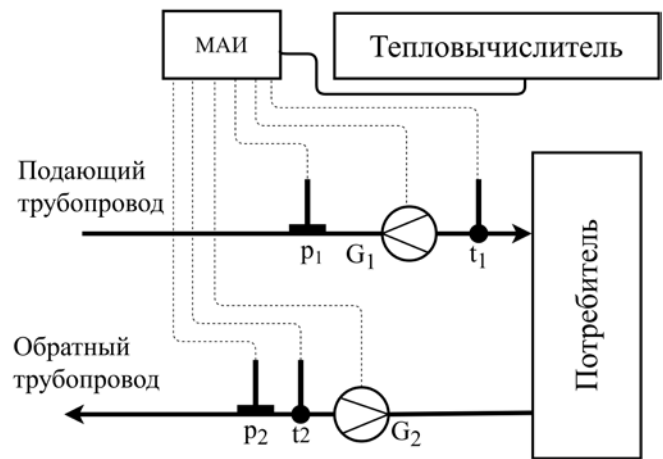 МАИ
Тепловычислитель
Подающий
трубопровод
p1
G1
t1
Потребитель
Обратный
трубопровод
p2
t2
G2